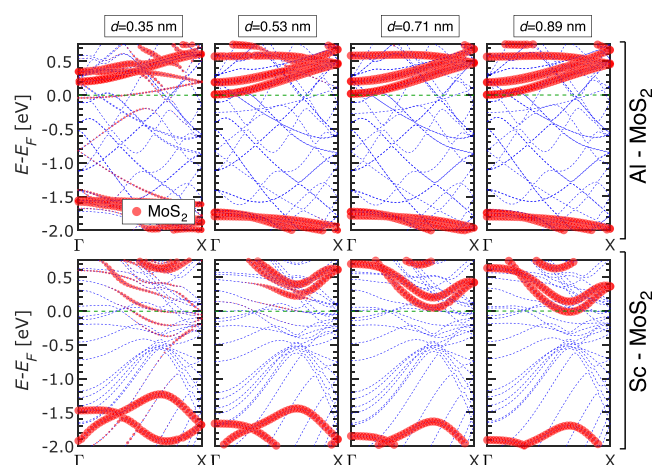 d=0.35 nm d=0.53 nm d=0.71 nm d=0.89 nm
0.5
0.0
-0.5
-1.0
-1.5
-2.0
E-E_F [eV]
MoS₂
Γ X Γ X Γ X Γ X
Al - MoS₂
0.5
0.0
-0.5
-1.0
-1.5
-2.0
E-E_F [eV]
Γ X Γ X Γ X Γ X
Sc - MoS₂